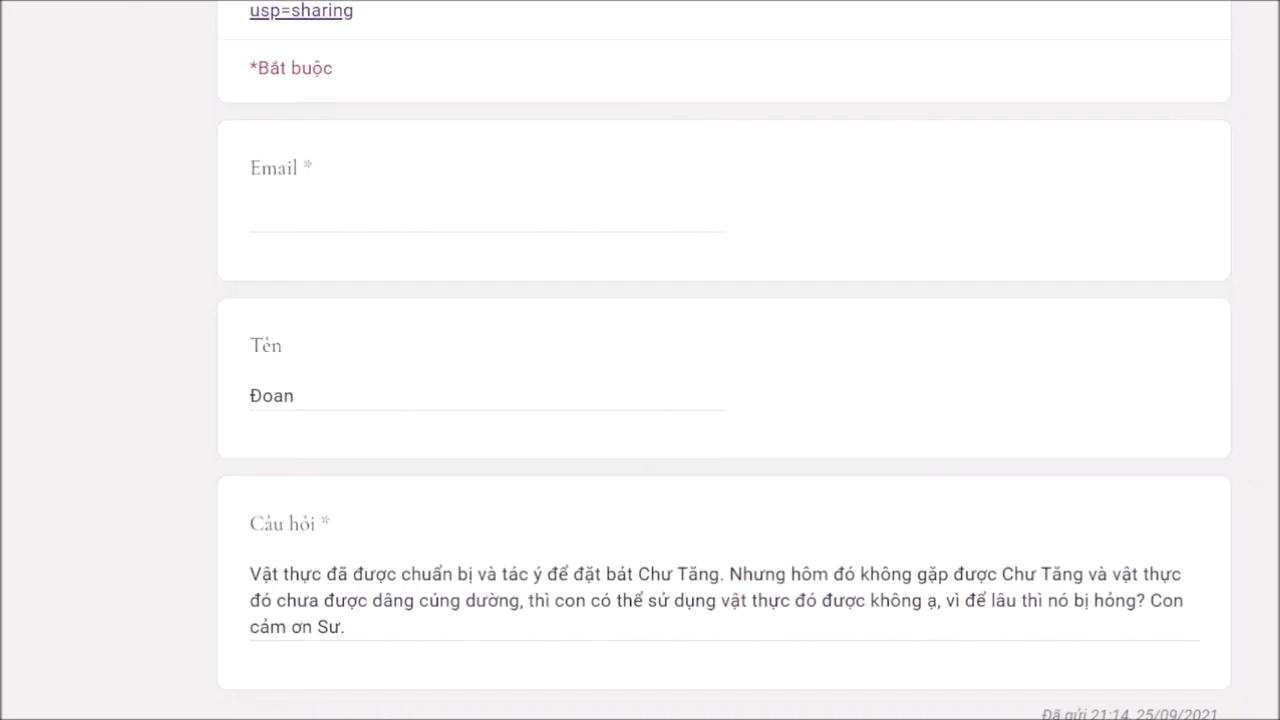 usp=sharing
*Bắt buộc
Email *
Tên
Đoan
Câu hỏi *
Vật thực đã được chuẩn bị và tác ý để đặt bát Chư Tăng. Nhưng hôm đó không gặp được Chư Tăng và vật thực
đó chưa được dâng cúng dường, thì con có thể sử dụng vật thực đó được không ạ, vì để lâu thì nó bị hỏng? Con
cảm ơn Sư.
Đã gửi 21:14, 25/09/2021